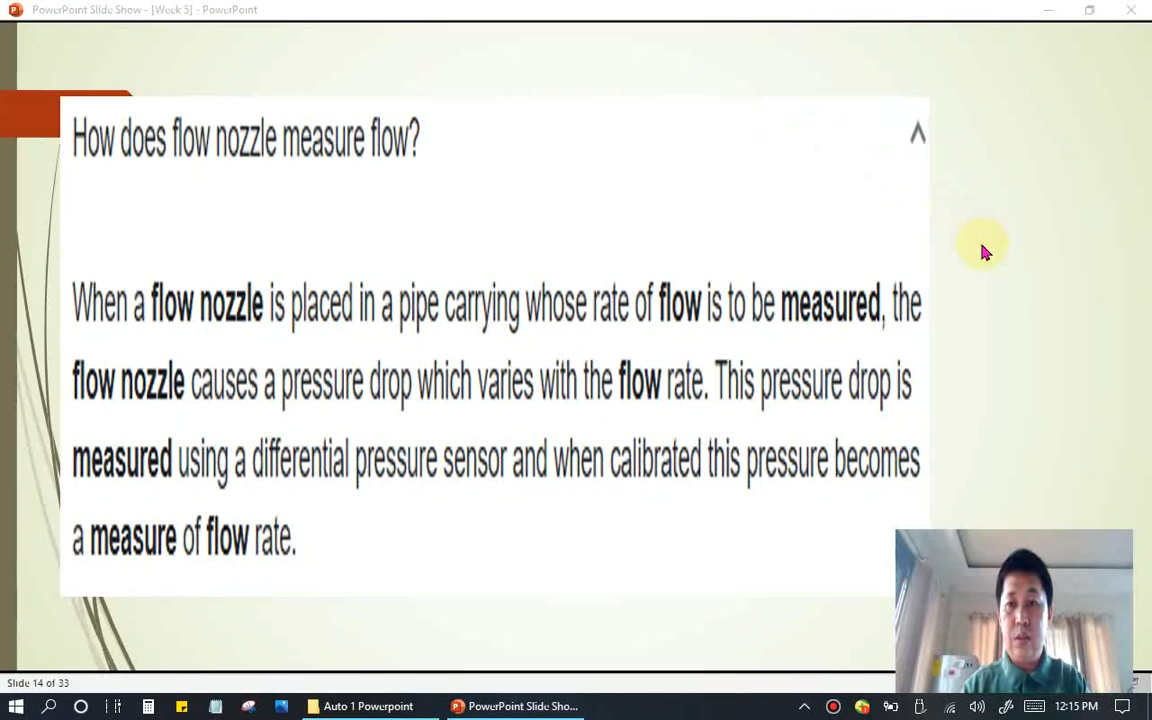 PowerPoint Slide Show - [Week 5] - PowerPoint
How does flow nozzle measure flow?
When a flow nozzle is placed in a pipe carrying whose rate of flow is to be measured, the
flow nozzle causes a pressure drop which varies with the flow rate. This pressure drop is
measured using a differential pressure sensor and when calibrated this pressure becomes
a measure of flow rate.
Slide 14 of 33
Auto 1 Powerpoint
PowerPoint Slide Sho...
12:15 PM